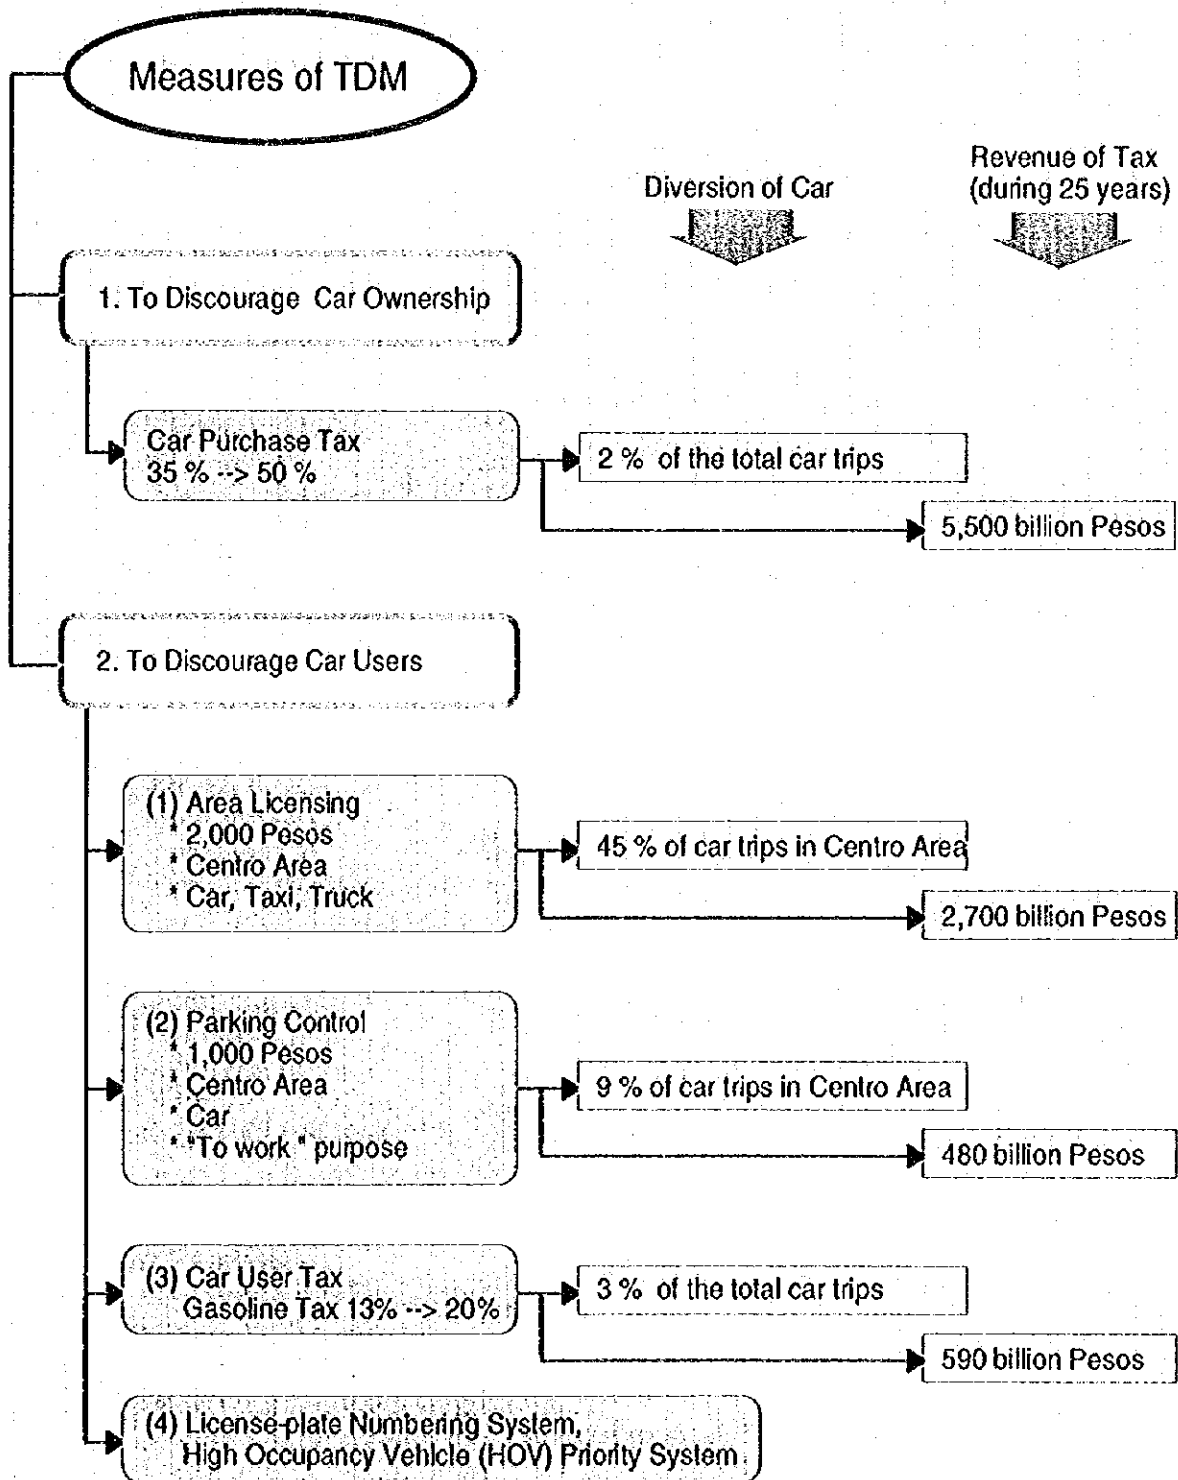 Measures of TDM
Diversion of Car
Revenue of Tax
(during 25 years)
1. To Discourage Car Ownership
Car Purchase Tax
35 % --> 50 %
2 % of the total car trips
5,500 billion Pesos
2. To Discourage Car Users
(1) Area Licensing
* 2,000 Pesos
* Centro Area
* Car, Taxi, Truck
45 % of car trips in Centro Area
2,700 billion Pesos
(2) Parking Control
* 1,000 Pesos
* Centro Area
* Car
* "To work " purpose
9 % of car trips in Centro Area
480 billion Pesos
(3) Car User Tax
Gasoline Tax 13% --> 20%
3 % of the total car trips
590 billion Pesos
(4) License-plate Numbering System,
High Occupancy Vehicle (HOV) Priority System